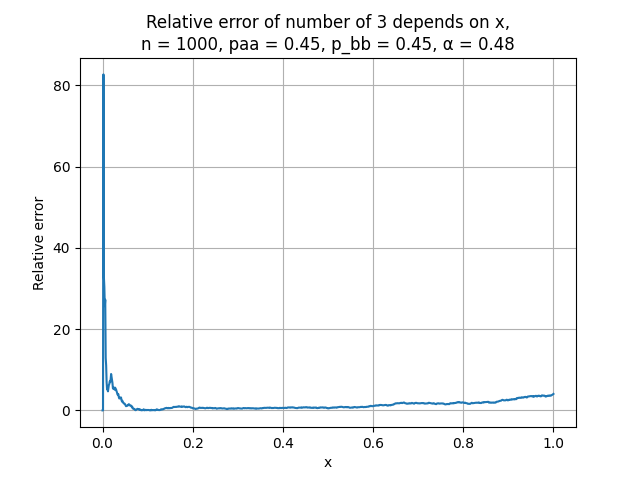 Relative error of number of 3 depends on x,
n = 1000, paa = 0.45, p_bb = 0.45, α = 0.48
80
60
40
20
0
Relative error
0.0 0.2 0.4 0.6 0.8 1.0
x